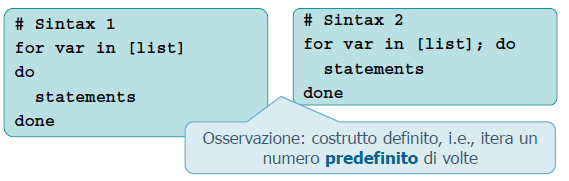 # Sintax 1
for var in [list]
do
  statements
done
# Sintax 2
for var in [list]; do
  statements
done
Osservazione: costrutto definito, i.e., itera un
numero predefinito di volte